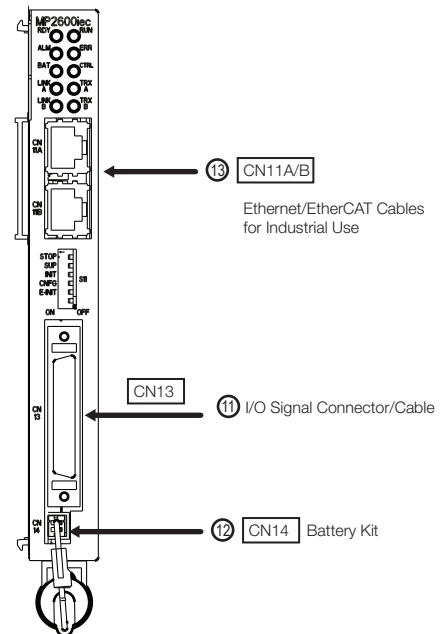 MP2600iec
RDY RUN
ALM ERR
BAT CTRL
LINK A TRX A
LINK B TRX B
CN 11A
⑬ CN11A/B
Ethernet/EtherCAT Cables
for Industrial Use
CN 11B
STOP
SUP
INIT
CNFG
E-INIT
S11
ON OFF
CN13
CN 13
⑪ I/O Signal Connector/Cable
CN 14
⑫ CN14 Battery Kit